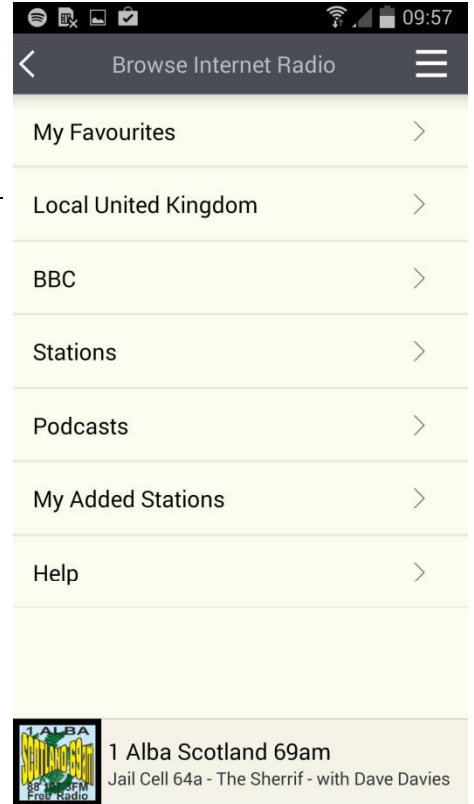 09:57
Browse Internet Radio
My Favourites
Local United Kingdom
BBC
Stations
Podcasts
My Added Stations
Help
1 ALBA
SCOTLAND 69am
Free Radio
1 Alba Scotland 69am
Jail Cell 64a - The Sherrif - with Dave Davies